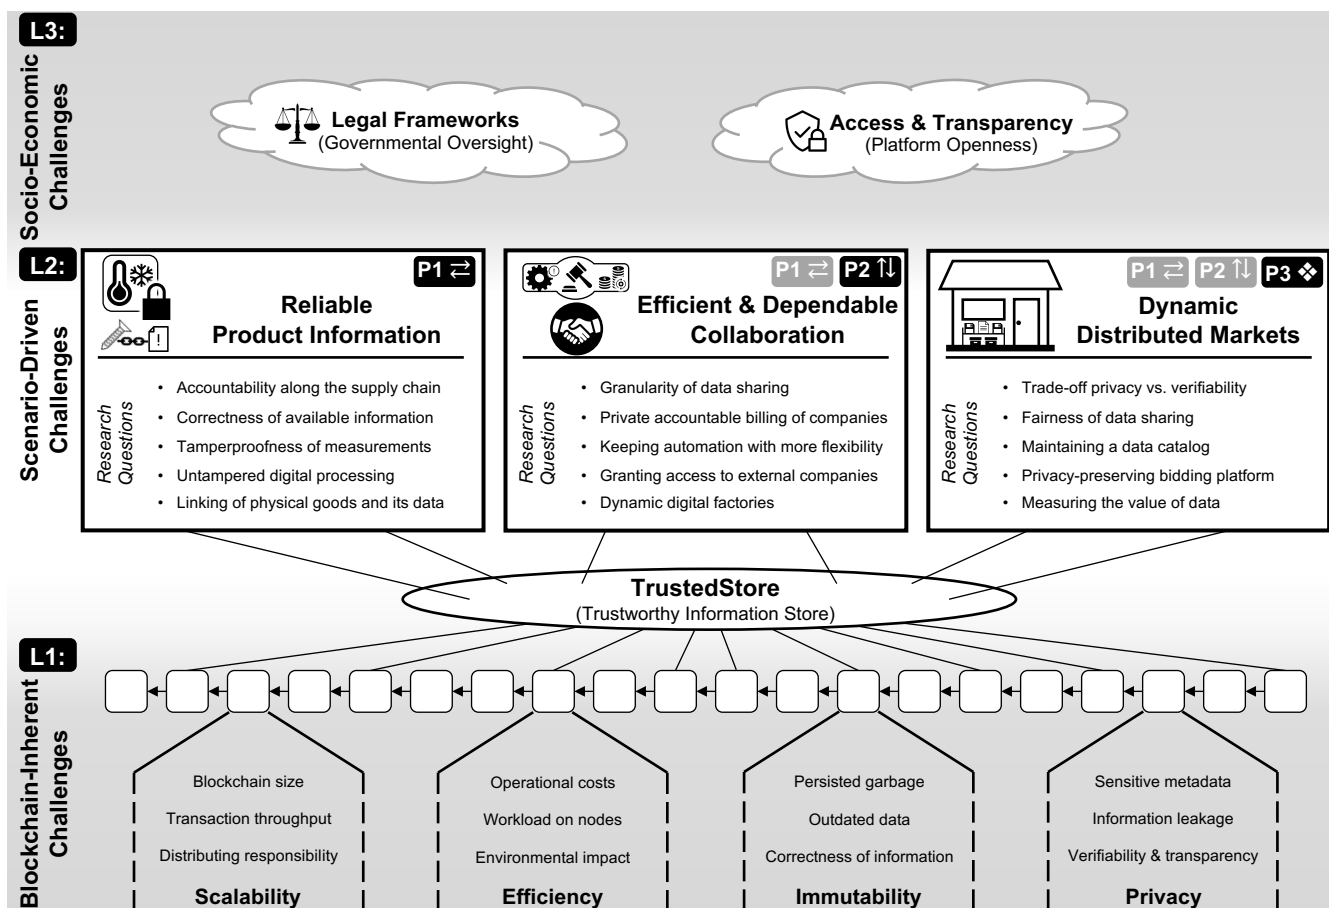 L3:
Socio-Economic
Challenges
Legal Frameworks
(Governmental Oversight)
Access & Transparency
(Platform Openness)
L2:
Scenario-Driven
Challenges
P1 ⇄
Reliable
Product Information
Research
Questions
• Accountability along the supply chain
• Correctness of available information
• Tamperproofness of measurements
• Untampered digital processing
• Linking of physical goods and its data
P1 ⇄ P2 ⇅
Efficient & Dependable
Collaboration
Research
Questions
• Granularity of data sharing
• Private accountable billing of companies
• Keeping automation with more flexibility
• Granting access to external companies
• Dynamic digital factories
P1 ⇄ P2 ⇅ P3 ❖
Dynamic
Distributed Markets
Research
Questions
• Trade-off privacy vs. verifiability
• Fairness of data sharing
• Maintaining a data catalog
• Privacy-preserving bidding platform
• Measuring the value of data
TrustedStore
(Trustworthy Information Store)
L1:
Blockchain-Inherent
Challenges
Blockchain size
Transaction throughput
Distributing responsibility
Scalability
Operational costs
Workload on nodes
Environmental impact
Efficiency
Persisted garbage
Outdated data
Correctness of information
Immutability
Sensitive metadata
Information leakage
Verifiability & transparency
Privacy